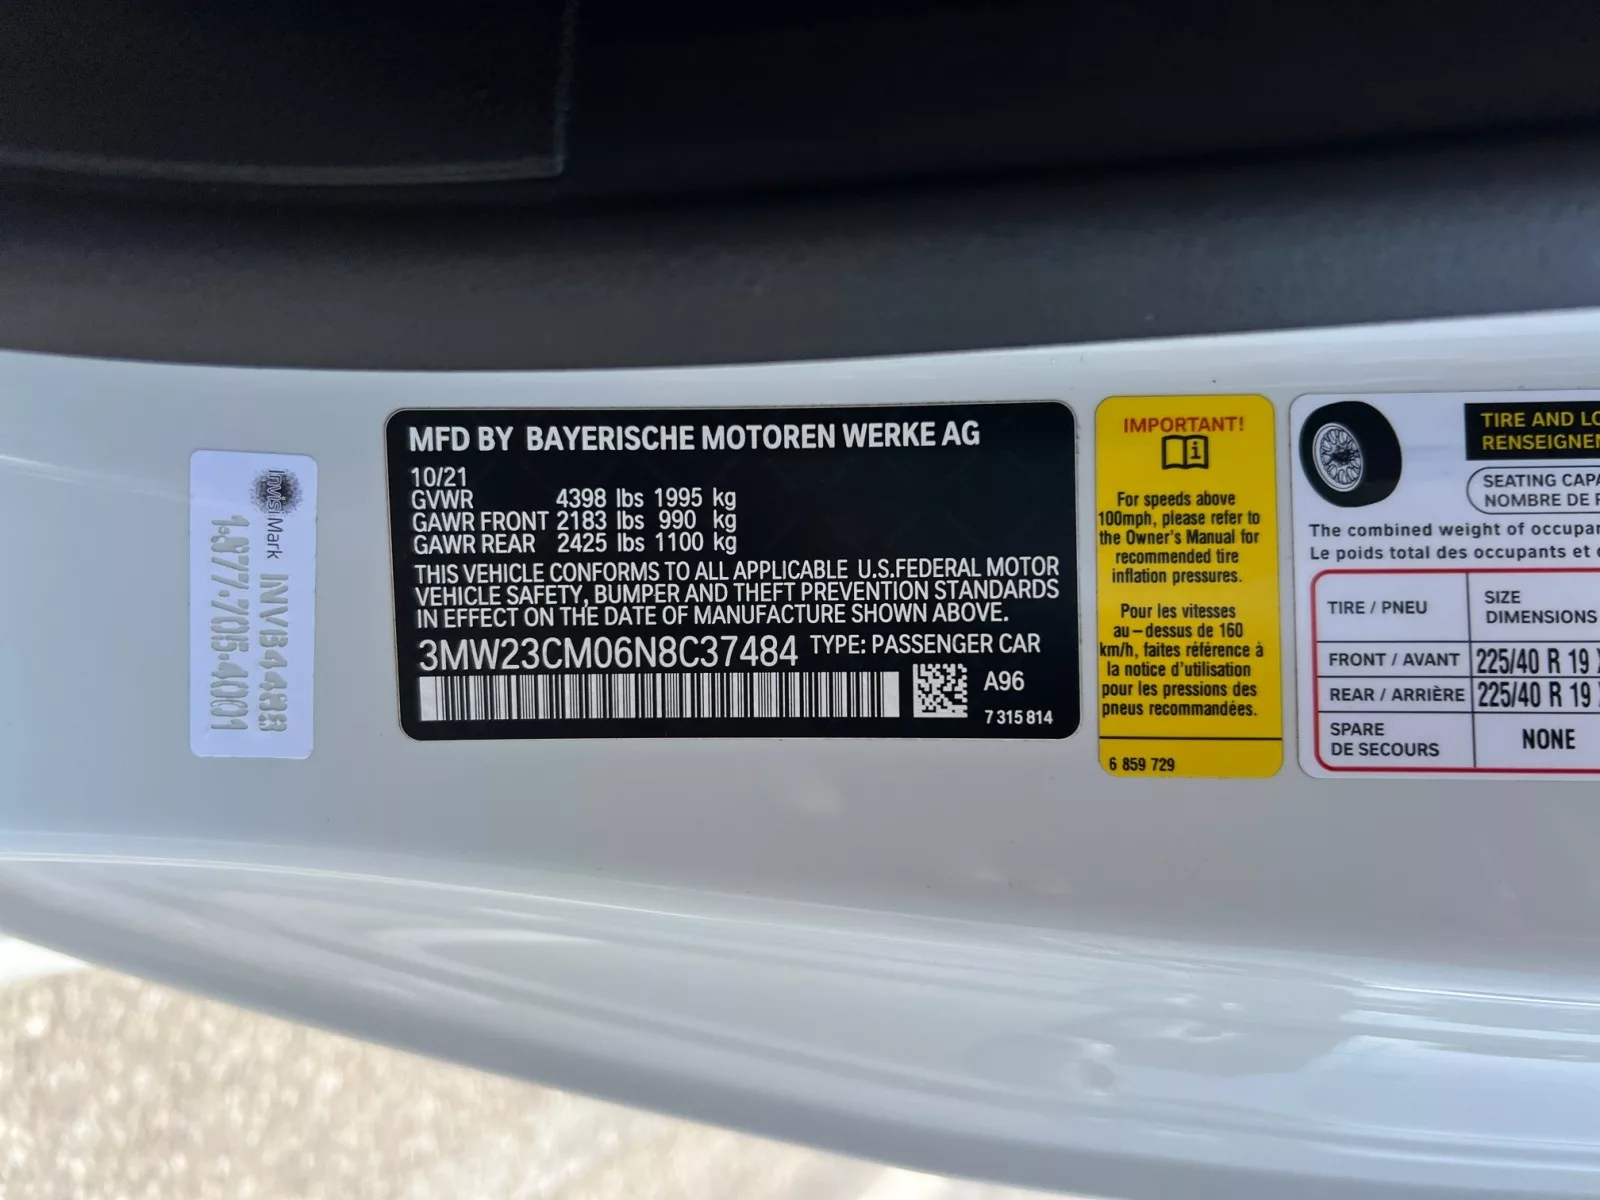 InvisiMark
INVB4488
1·877·705·4001
MFD BY BAYERISCHE MOTOREN WERKE AG
10/21
GVWR 4398 lbs 1995 kg
GAWR FRONT 2183 lbs 990 kg
GAWR REAR 2425 lbs 1100 kg
THIS VEHICLE CONFORMS TO ALL APPLICABLE U.S.FEDERAL MOTOR
VEHICLE SAFETY, BUMPER AND THEFT PREVENTION STANDARDS
IN EFFECT ON THE DATE OF MANUFACTURE SHOWN ABOVE.
3MW23CM06N8C37484 TYPE: PASSENGER CAR
A96
7 315 814
IMPORTANT!
For speeds above
100mph, please refer to
the Owner's Manual for
recommended tire
inflation pressures.
Pour les vitesses
au-dessus de 160
km/h, faites référence à
la notice d'utilisation
pour les pressions des
pneus recommandées.
6 859 729
TIRE AND LO
RENSEIGNEM
SEATING CAPA
NOMBRE DE P
The combined weight of occupan
Le poids total des occupants et d
TIRE / PNEU
SIZE
DIMENSIONS
FRONT / AVANT 225/40 R 19 X
REAR / ARRIÈRE 225/40 R 19 X
SPARE
DE SECOURS
NONE